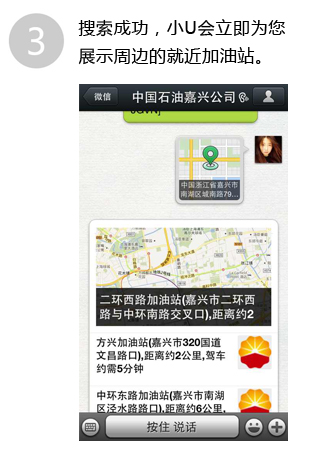 3
搜索成功，小U会立即为您
展示周边的就近加油站。
微信
中国石油嘉兴公司
中国浙江省嘉兴市
南湖区城南路79...
二环西路加油站(嘉兴市二环西
路与中环南路交叉口),距离约2
方兴加油站(嘉兴市320国道
文昌路口),距离约2公里,驾车
约需5分钟
中环东路加油站(嘉兴市南湖
区泾水路路口),距离约6公里,
按住 说话